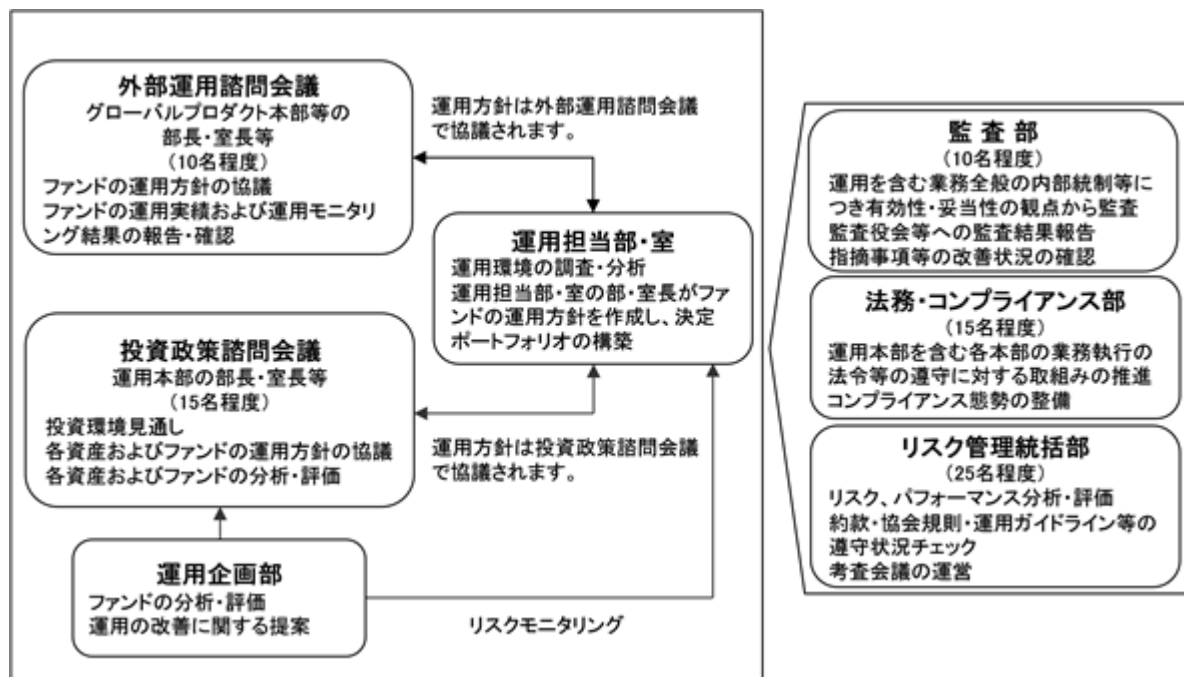 外部運用諮問会議
グローバルプロダクト本部等の
部長・室長等
(10名程度)
ファンドの運用方針の協議
ファンドの運用実績および運用モニタリ
ング結果の報告・確認
運用方針は外部運用諮問会議
で協議されます。
運用担当部・室
運用環境の調査・分析
運用担当部・室の部・室長がファ
ンドの運用方針を作成し、決定
ポートフォリオの構築
投資政策諮問会議
運用本部の部長・室長等
(15名程度)
投資環境見通し
各資産およびファンドの運用方針の協議
各資産およびファンドの分析・評価
運用方針は投資政策諮問会議
で協議されます。
運用企画部
ファンドの分析・評価
運用の改善に関する提案
リスクモニタリング
監査部
(10名程度)
運用を含む業務全般の内部統制等に
つき有効性・妥当性の観点から監査
監査役会等への監査結果報告
指摘事項等の改善状況の確認
法務・コンプライアンス部
(15名程度)
運用本部を含む各本部の業務執行の
法令等の遵守に対する取組みの推進
コンプライアンス態勢の整備
リスク管理統括部
(25名程度)
リスク、パフォーマンス分析・評価
約款・協会規則・運用ガイドライン等の
遵守状況チェック
考査会議の運営